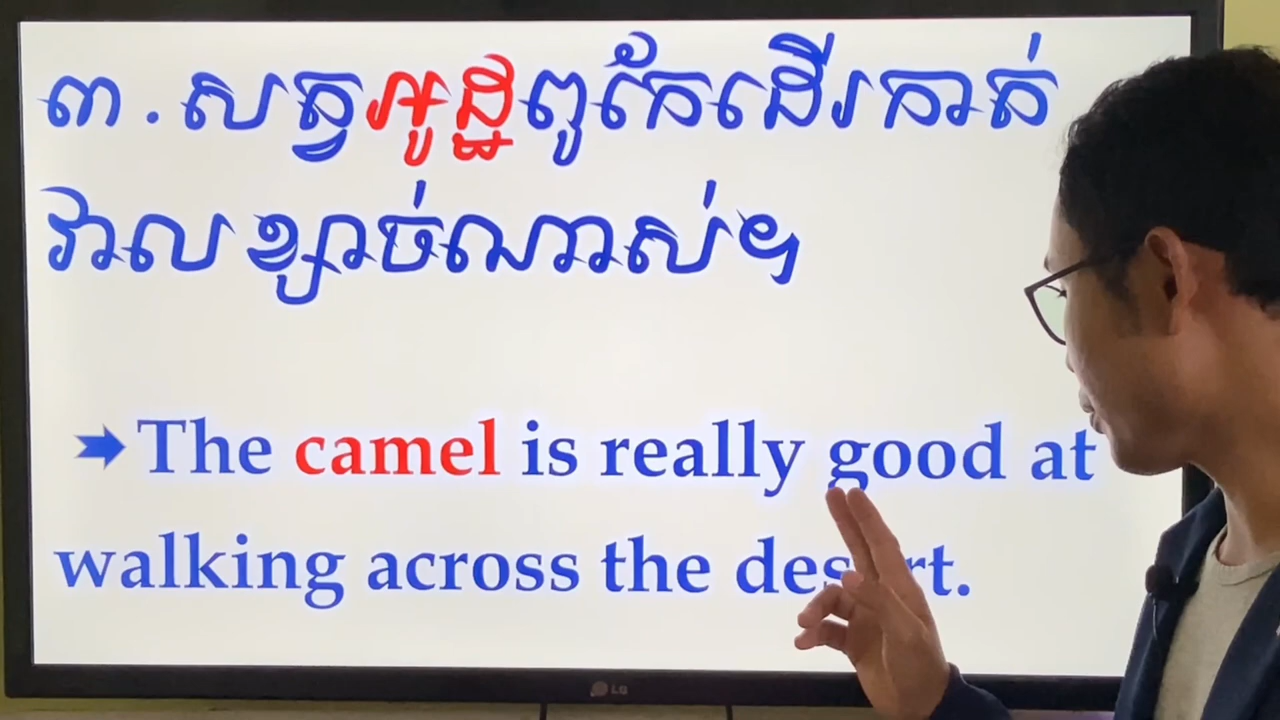 ៣.សត្វអូដ្ឋពូកែដើរកាត់
វាលខ្សាច់ណាស់ៗ
The camel is really good at
walking across the desert.
LG